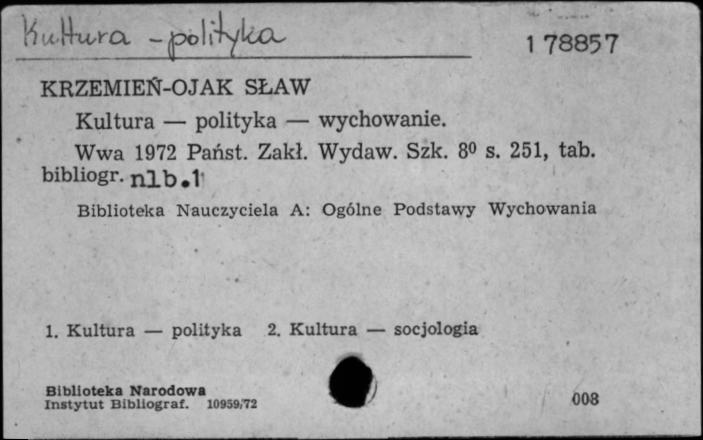 Kultura - polityka
178857
KRZEMIEŃ-OJAK SŁAW
Kultura — polityka — wychowanie.
Wwa 1972 Państ. Zakł. Wydaw. Szk. 8⁰ s. 251, tab.
bibliogr. nlb.1
Biblioteka Nauczyciela A: Ogólne Podstawy Wychowania
1. Kultura — polityka 2. Kultura — socjologia
Biblioteka Narodowa
Instytut Bibliograf. 10959/72
008